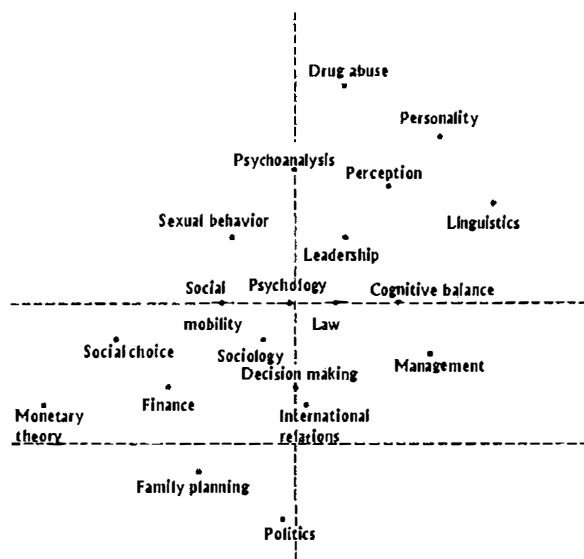 Drug abuse
Personality
Psychoanalysis
Perception
Sexual behavior
Linguistics
Leadership
Social
mobility
Psychology
Cognitive balance
Law
Social choice
Sociology
Management
Decision making
Monetary
theory
Finance
International
relations
Family planning
Politics